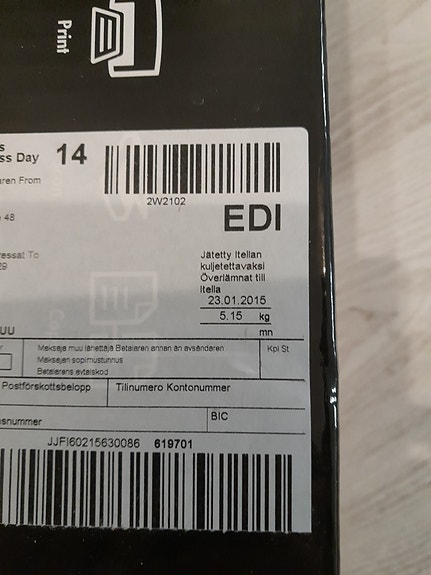 Print
ss Day 14
ren From
2W2102
48
EDI
ressat To
29
Jätetty Itellan
kuljetettavaksi
Överlämnat till
Itella
23.01.2015
5.15 kg
mn
UU
Maksaja muu lähettäjä Betalaren annan än avsändaren
Kpl St
Maksajan sopimustunnus
Betalarens avtalskod
Postförskottsbelopp
Tilinumero Kontonummer
snummer
BIC
JJFI60215630086 619701